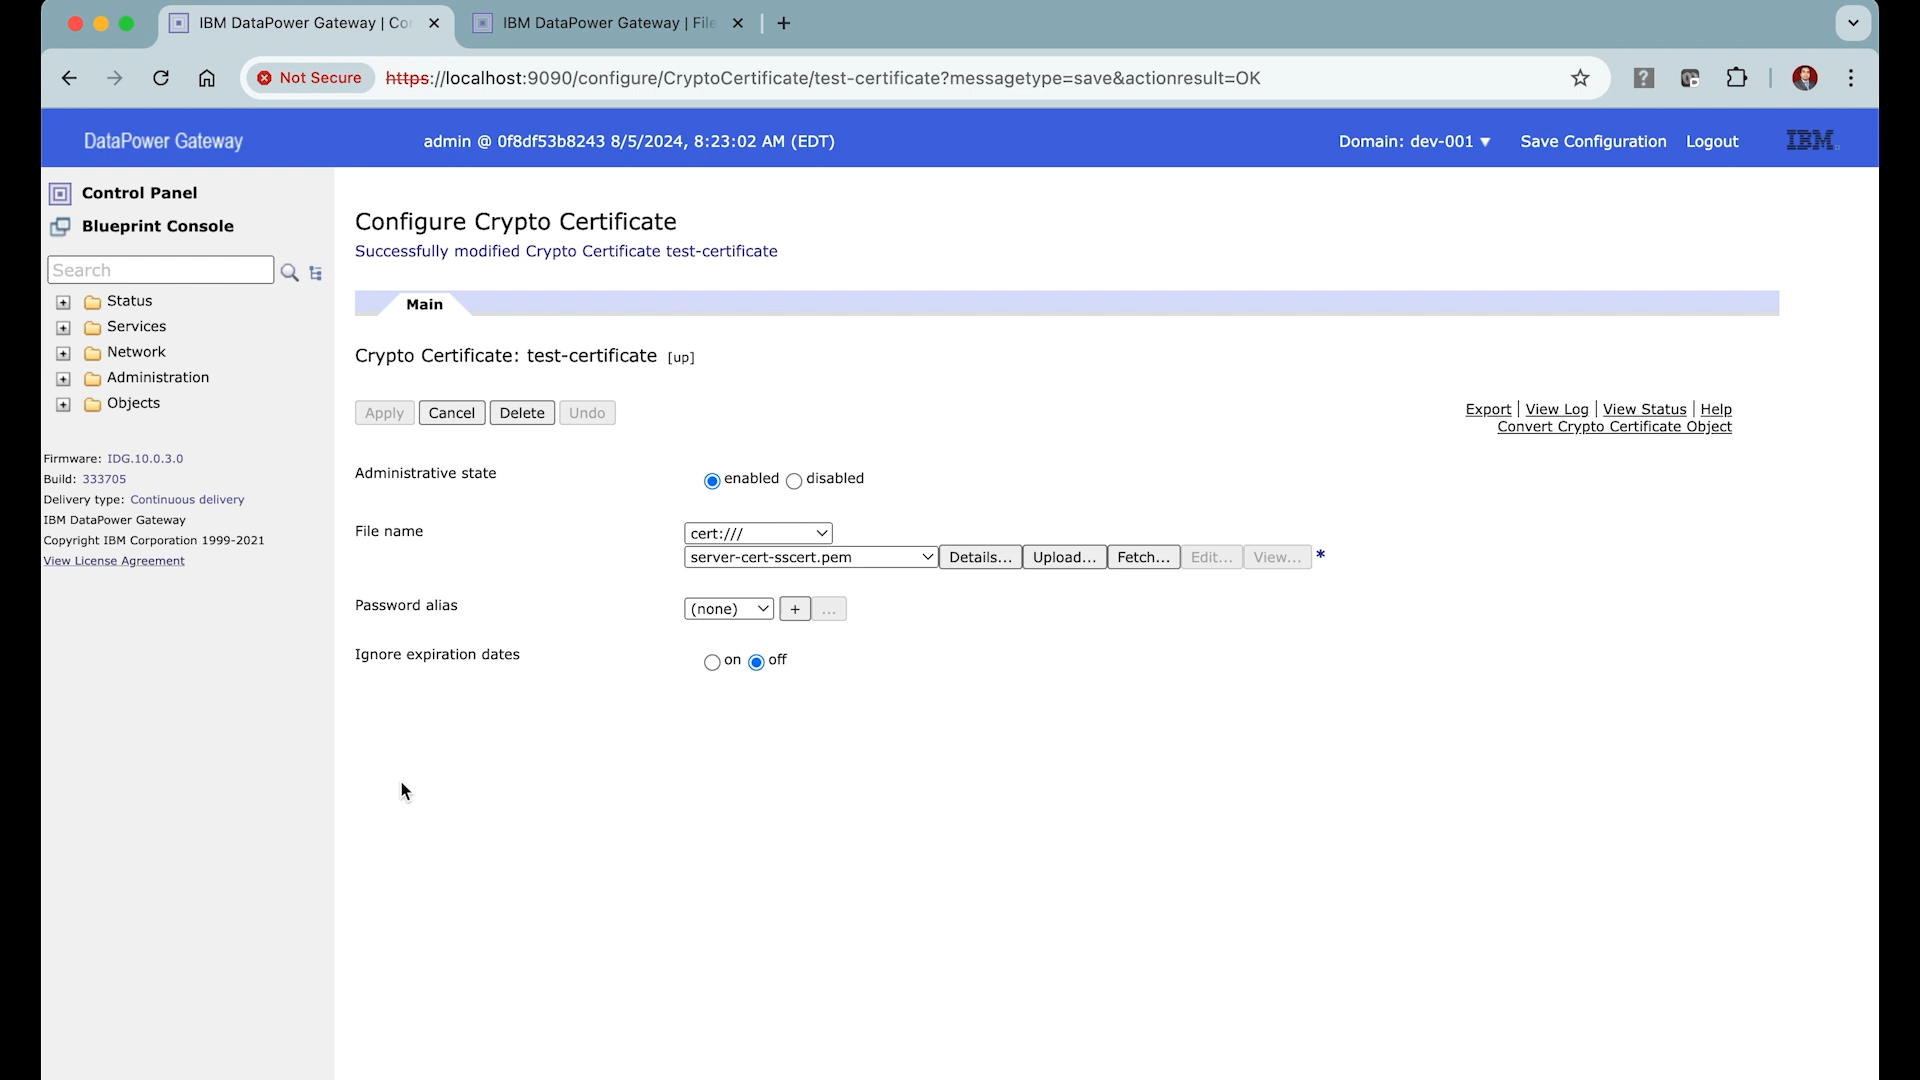 IBM DataPower Gateway | Co
IBM DataPower Gateway | File
Not Secure
https://localhost:9090/configure/CryptoCertificate/test-certificate?messagetype=save&actionresult=OK
DataPower Gateway
admin @ 0f8df53b8243 8/5/2024, 8:23:02 AM (EDT)
Domain: dev-001 ▼
Save Configuration
Logout
IBM.
Control Panel
Blueprint Console
Search
Status
Services
Network
Administration
Objects
Firmware: IDG.10.0.3.0
Build: 333705
Delivery type: Continuous delivery
IBM DataPower Gateway
Copyright IBM Corporation 1999-2021
View License Agreement
Configure Crypto Certificate
Successfully modified Crypto Certificate test-certificate
Main
Crypto Certificate: test-certificate [up]
Apply Cancel Delete Undo
Export | View Log | View Status | Help
Convert Crypto Certificate Object
Administrative state
enabled disabled
File name
cert:///
server-cert-sscert.pem Details... Upload... Fetch... Edit... View... *
Password alias
(none) + ...
Ignore expiration dates
on off